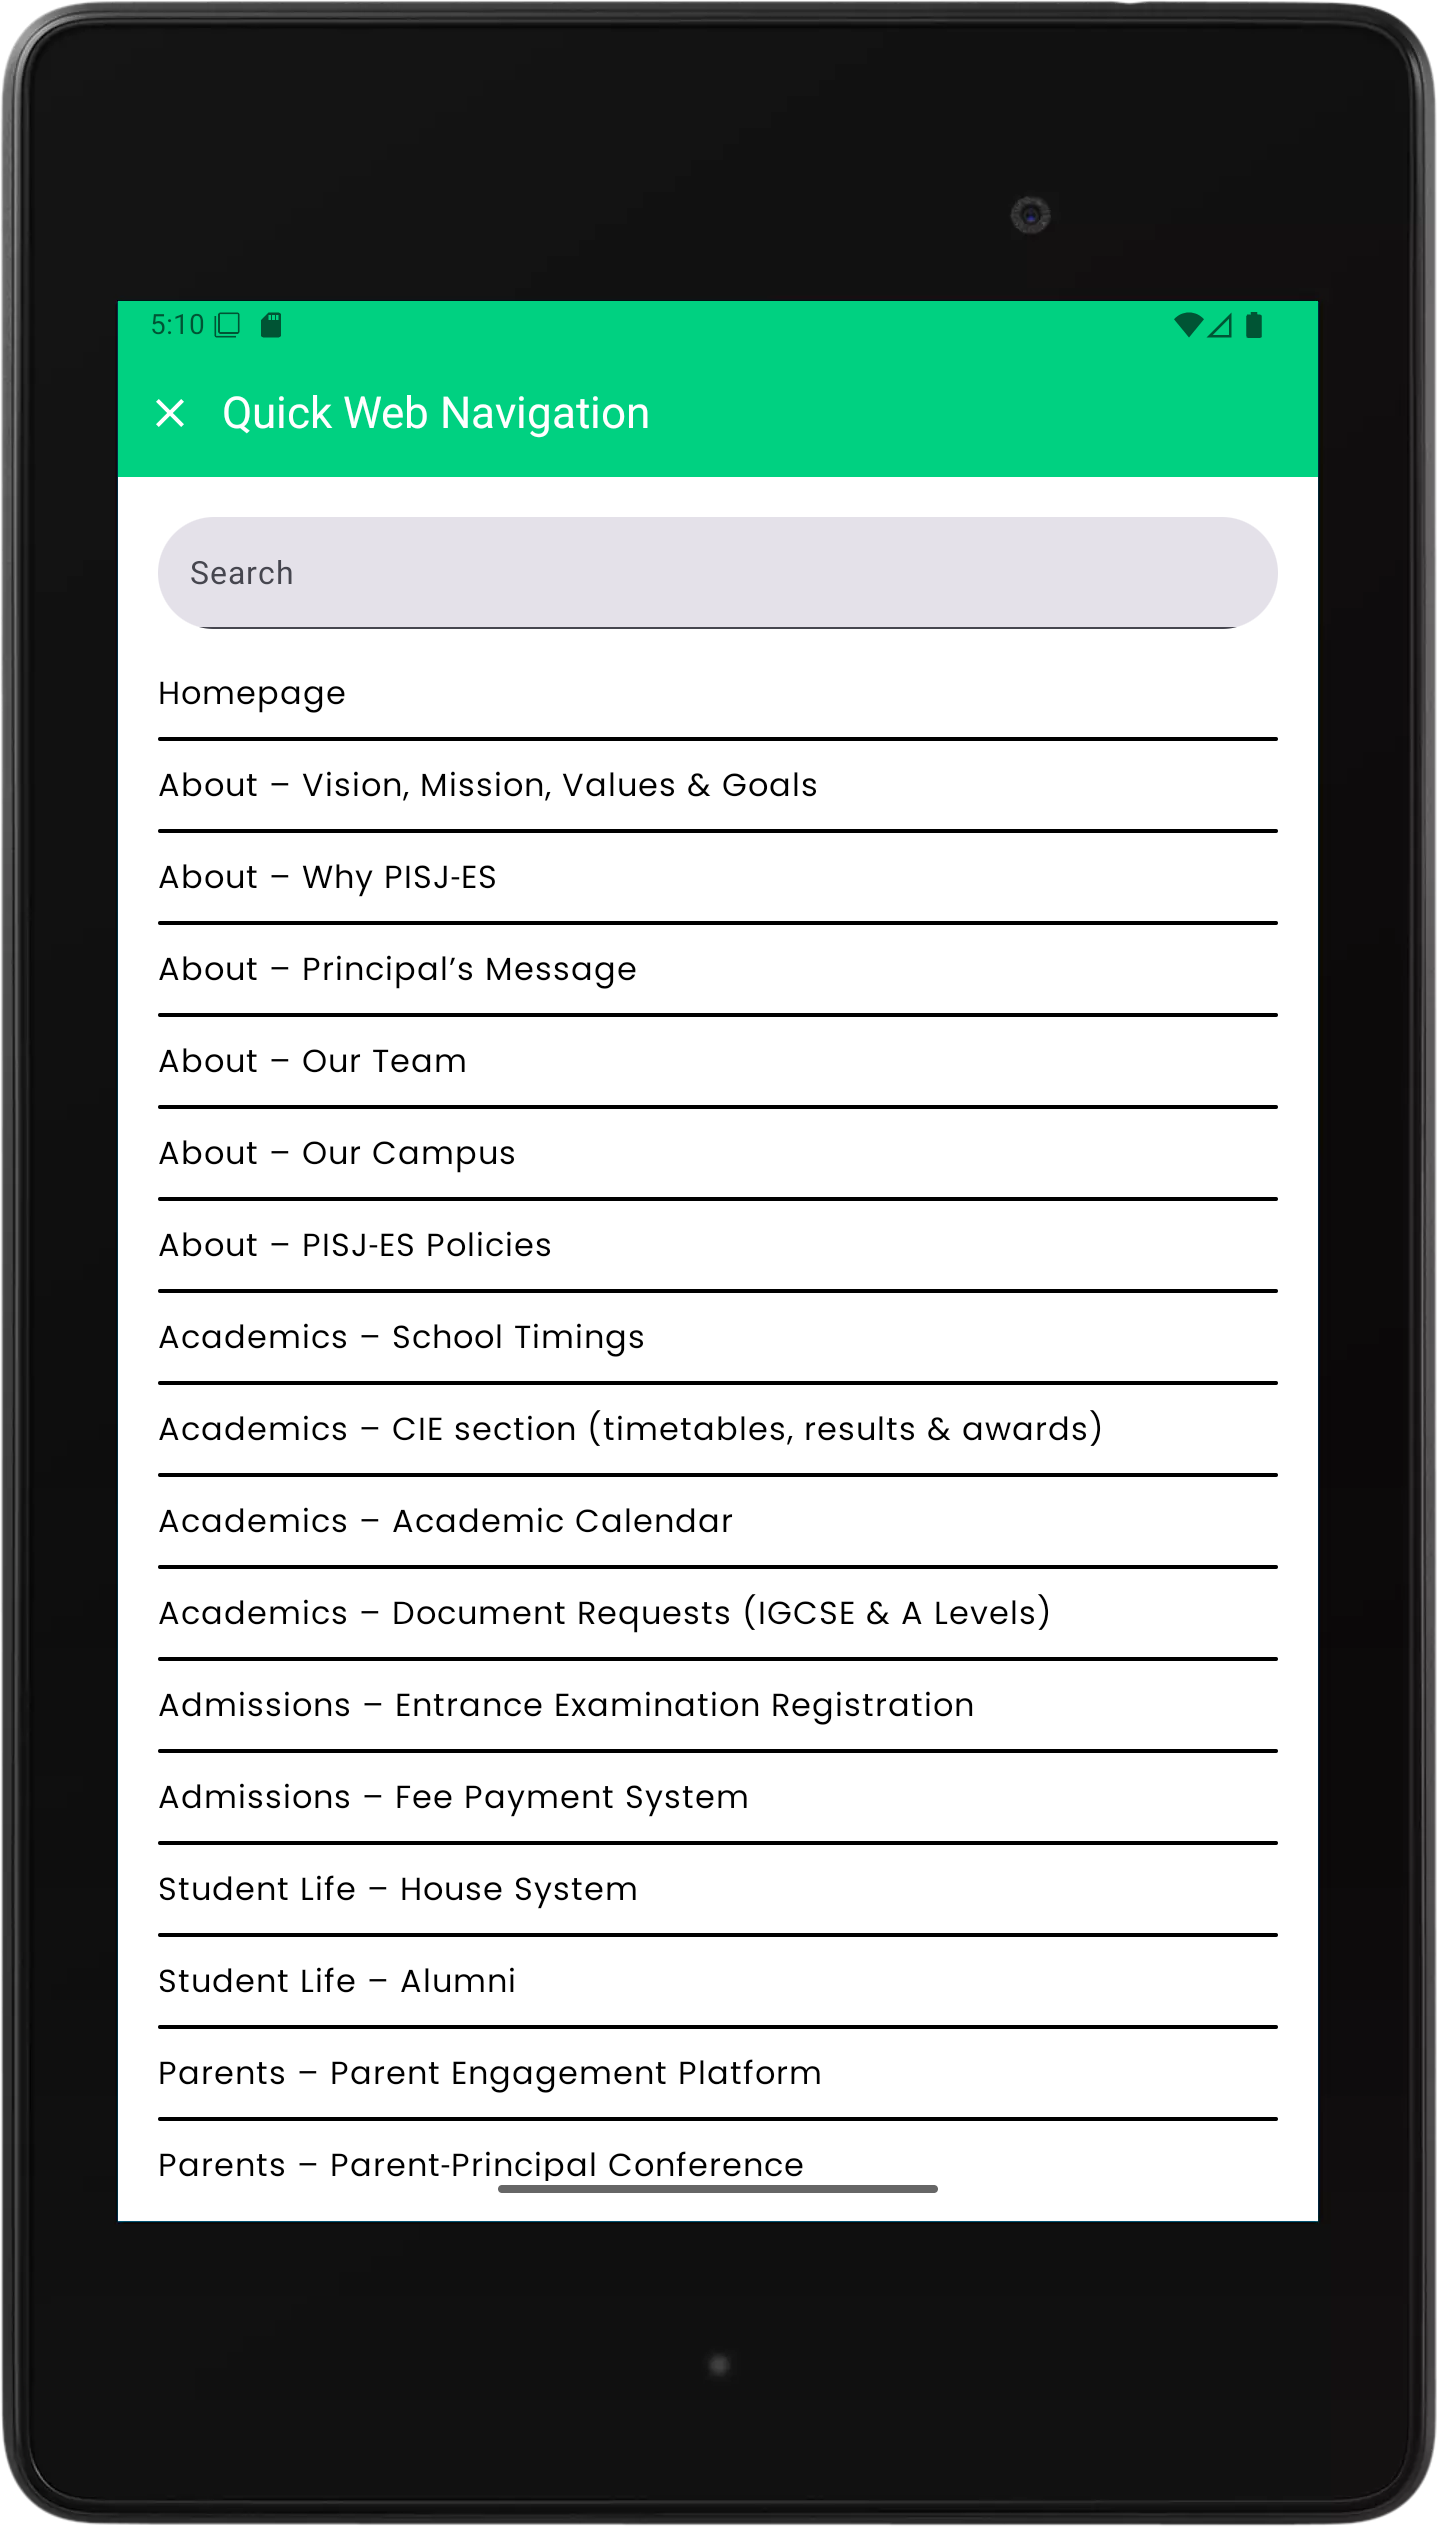 5:10
Quick Web Navigation
Search
Homepage
About – Vision, Mission, Values & Goals
About – Why PISJ-ES
About – Principal’s Message
About – Our Team
About – Our Campus
About – PISJ-ES Policies
Academics – School Timings
Academics – CIE section (timetables, results & awards)
Academics – Academic Calendar
Academics – Document Requests (IGCSE & A Levels)
Admissions – Entrance Examination Registration
Admissions – Fee Payment System
Student Life – House System
Student Life – Alumni
Parents – Parent Engagement Platform
Parents – Parent-Principal Conference